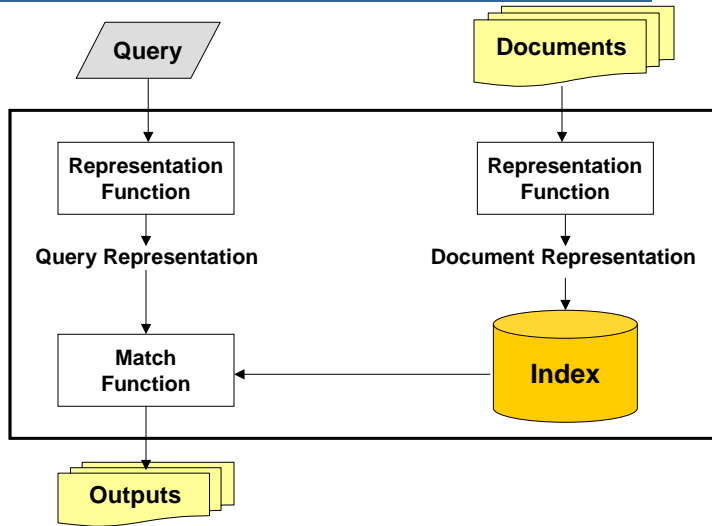 Query
Documents
Representation
Function
Representation
Function
Query Representation
Document Representation
Match
Function
Index
Outputs